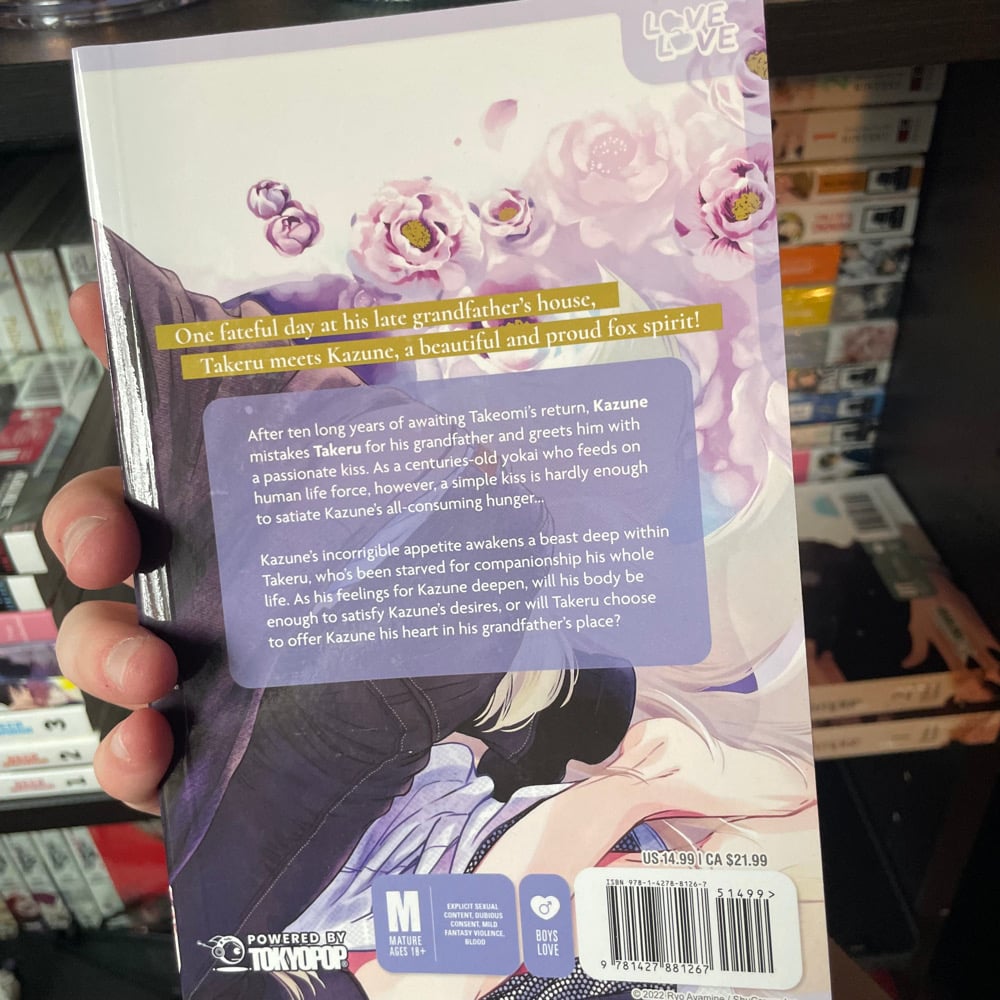 LOVE
LOVE
One fateful day at his late grandfather's house,
Takeru meets Kazune, a beautiful and proud fox spirit!
After ten long years of awaiting Takeomi's return, Kazune
mistakes Takeru for his grandfather and greets him with
a passionate kiss. As a centuries-old yokai who feeds on
human life force, however, a simple kiss is hardly enough
to satiate Kazune's all-consuming hunger...
Kazune's incorrigible appetite awakens a beast deep within
Takeru, who's been starved for companionship his whole
life. As his feelings for Kazune deepen, will his body be
enough to satisfy Kazune's desires, or will Takeru choose
to offer Kazune his heart in his grandfather's place?
US 14.99 | CA $21.99
ISBN 978-1-4278-8126-7
51499>
M
MATURE
AGES 18+
EXPLICIT SEXUAL
CONTENT, DUBIOUS
CONSENT, MILD
FANTASY VIOLENCE,
BLOOD
BOYS
LOVE
9 781427 881267
POWERED BY
TOKYOPOP
© 2022 Ryo Ayamine /
3
2
1